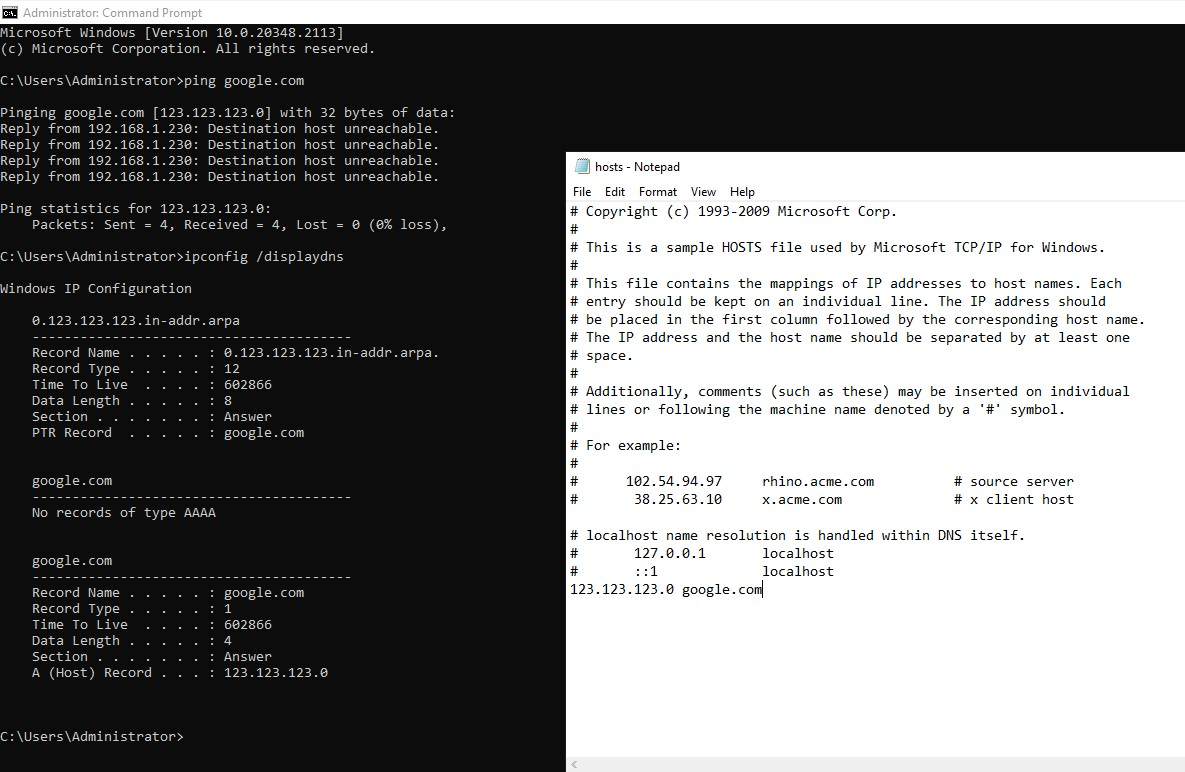 Administrator: Command Prompt
Microsoft Windows [Version 10.0.20348.2113]
(c) Microsoft Corporation. All rights reserved.
C:\Users\Administrator>ping google.com
Pinging google.com [123.123.123.0] with 32 bytes of data:
Reply from 192.168.1.230: Destination host unreachable.
Reply from 192.168.1.230: Destination host unreachable.
Reply from 192.168.1.230: Destination host unreachable.
Reply from 192.168.1.230: Destination host unreachable.
Ping statistics for 123.123.123.0:
    Packets: Sent = 4, Received = 4, Lost = 0 (0% loss),
C:\Users\Administrator>ipconfig /displaydns
Windows IP Configuration
    0.123.123.123.in-addr.arpa
    ----------------------------------------
    Record Name . . . . . : 0.123.123.123.in-addr.arpa.
    Record Type . . . . . : 12
    Time To Live  . . . . : 602866
    Data Length . . . . . : 8
    Section . . . . . . . : Answer
    PTR Record  . . . . . : google.com
    google.com
    ----------------------------------------
    No records of type AAAA
    google.com
    ----------------------------------------
    Record Name . . . . . : google.com
    Record Type . . . . . : 1
    Time To Live  . . . . : 602866
    Data Length . . . . . : 4
    Section . . . . . . . : Answer
    A (Host) Record . . . : 123.123.123.0
C:\Users\Administrator>
hosts - Notepad
File Edit Format View Help
# Copyright (c) 1993-2009 Microsoft Corp.
#
# This is a sample HOSTS file used by Microsoft TCP/IP for Windows.
#
# This file contains the mappings of IP addresses to host names. Each
# entry should be kept on an individual line. The IP address should
# be placed in the first column followed by the corresponding host name.
# The IP address and the host name should be separated by at least one
# space.
#
# Additionally, comments (such as these) may be inserted on individual
# lines or following the machine name denoted by a '#' symbol.
#
# For example:
#
#      102.54.94.97     rhino.acme.com          # source server
#       38.25.63.10     x.acme.com              # x client host
# localhost name resolution is handled within DNS itself.
#       127.0.0.1       localhost
#       ::1             localhost
123.123.123.0 google.com